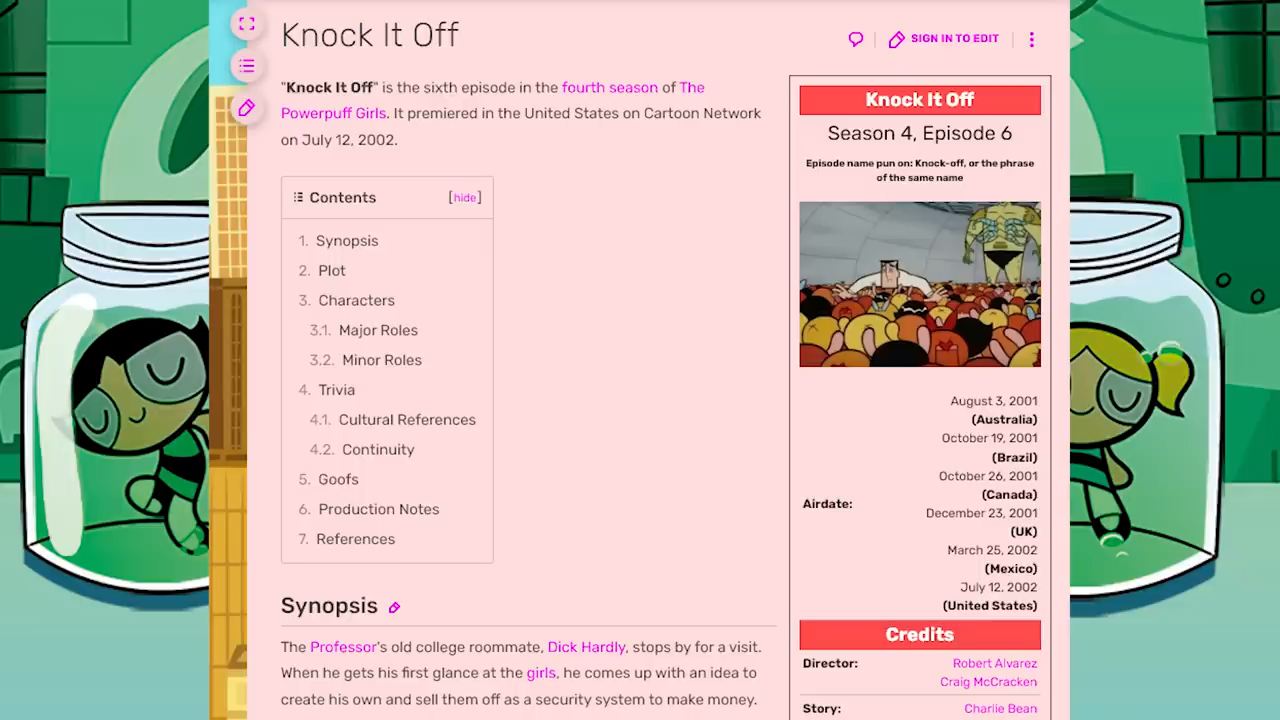 Knock It Off
SIGN IN TO EDIT
"Knock It Off" is the sixth episode in the fourth season of The
Powerpuff Girls. It premiered in the United States on Cartoon Network
on July 12, 2002.
Contents [hide]
1. Synopsis
2. Plot
3. Characters
3.1. Major Roles
3.2. Minor Roles
4. Trivia
4.1. Cultural References
4.2. Continuity
5. Goofs
6. Production Notes
7. References
Synopsis
The Professor's old college roommate, Dick Hardly, stops by for a visit.
When he gets his first glance at the girls, he comes up with an idea to
create his own and sell them off as a security system to make money.
Knock It Off
Season 4, Episode 6
Episode name pun on: Knock-off, or the phrase
of the same name
Airdate:
August 3, 2001
(Australia)
October 19, 2001
(Brazil)
October 26, 2001
(Canada)
December 23, 2001
(UK)
March 25, 2002
(Mexico)
July 12, 2002
(United States)
Credits
Director: Robert Alvarez
Craig McCracken
Story: Charlie Bean